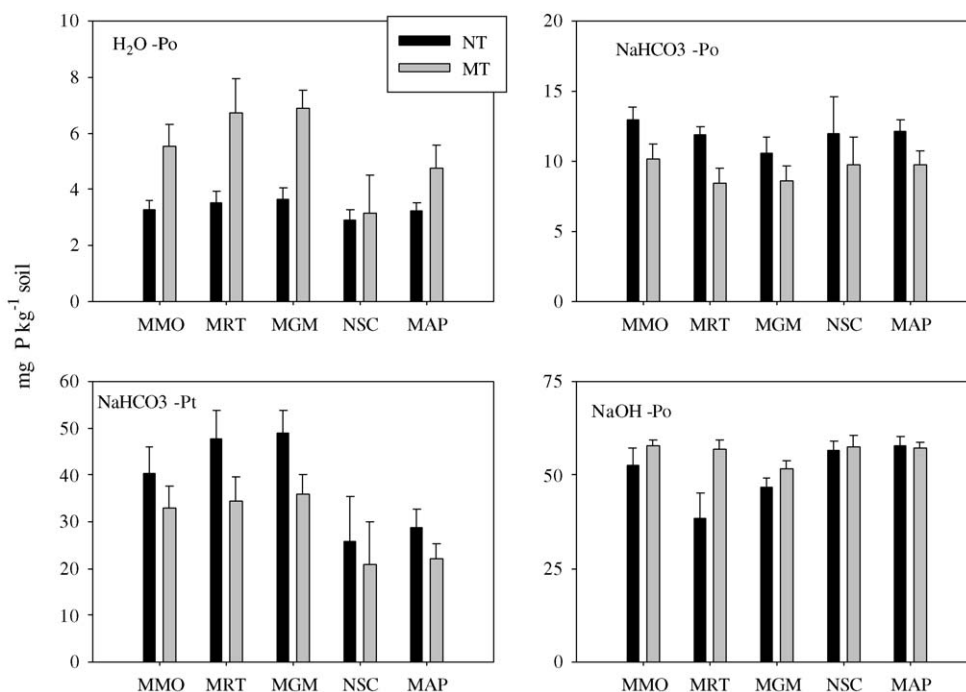 H₂O -Po
NT
MT
10
8
6
4
2
0
MMO MRT MGM NSC MAP
NaHCO3 -Po
20
15
10
5
0
MMO MRT MGM NSC MAP
mg P kg⁻¹ soil
NaHCO3 -Pt
60
50
40
30
20
10
0
MMO MRT MGM NSC MAP
NaOH -Po
75
50
25
0
MMO MRT MGM NSC MAP